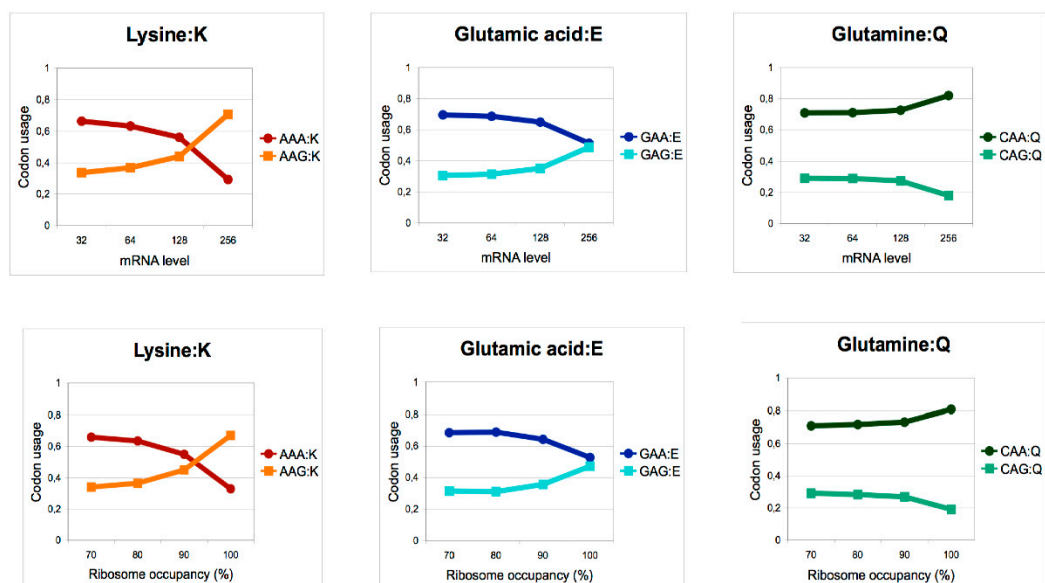 Lysine:K
1
0,8
0,6
0,4
0,2
0
Codon usage
32 64 128 256
mRNA level
AAA:K
AAG:K
Glutamic acid:E
1
0,8
0,6
0,4
0,2
0
Codon usage
32 64 128 256
mRNA level
GAA:E
GAG:E
Glutamine:Q
1
0,8
0,6
0,4
0,2
0
Codon usage
32 64 128 256
mRNA level
CAA:Q
CAG:Q
Lysine:K
1
0,8
0,6
0,4
0,2
0
Codon usage
70 80 90 100
Ribosome occupancy (%)
AAA:K
AAG:K
Glutamic acid:E
1
0,8
0,6
0,4
0,2
0
Codon usage
70 80 90 100
Ribosome occupancy (%)
GAA:E
GAG:E
Glutamine:Q
1
0,8
0,6
0,4
0,2
0
Codon usage
70 80 90 100
Ribosome occupancy (%)
CAA:Q
CAG:Q